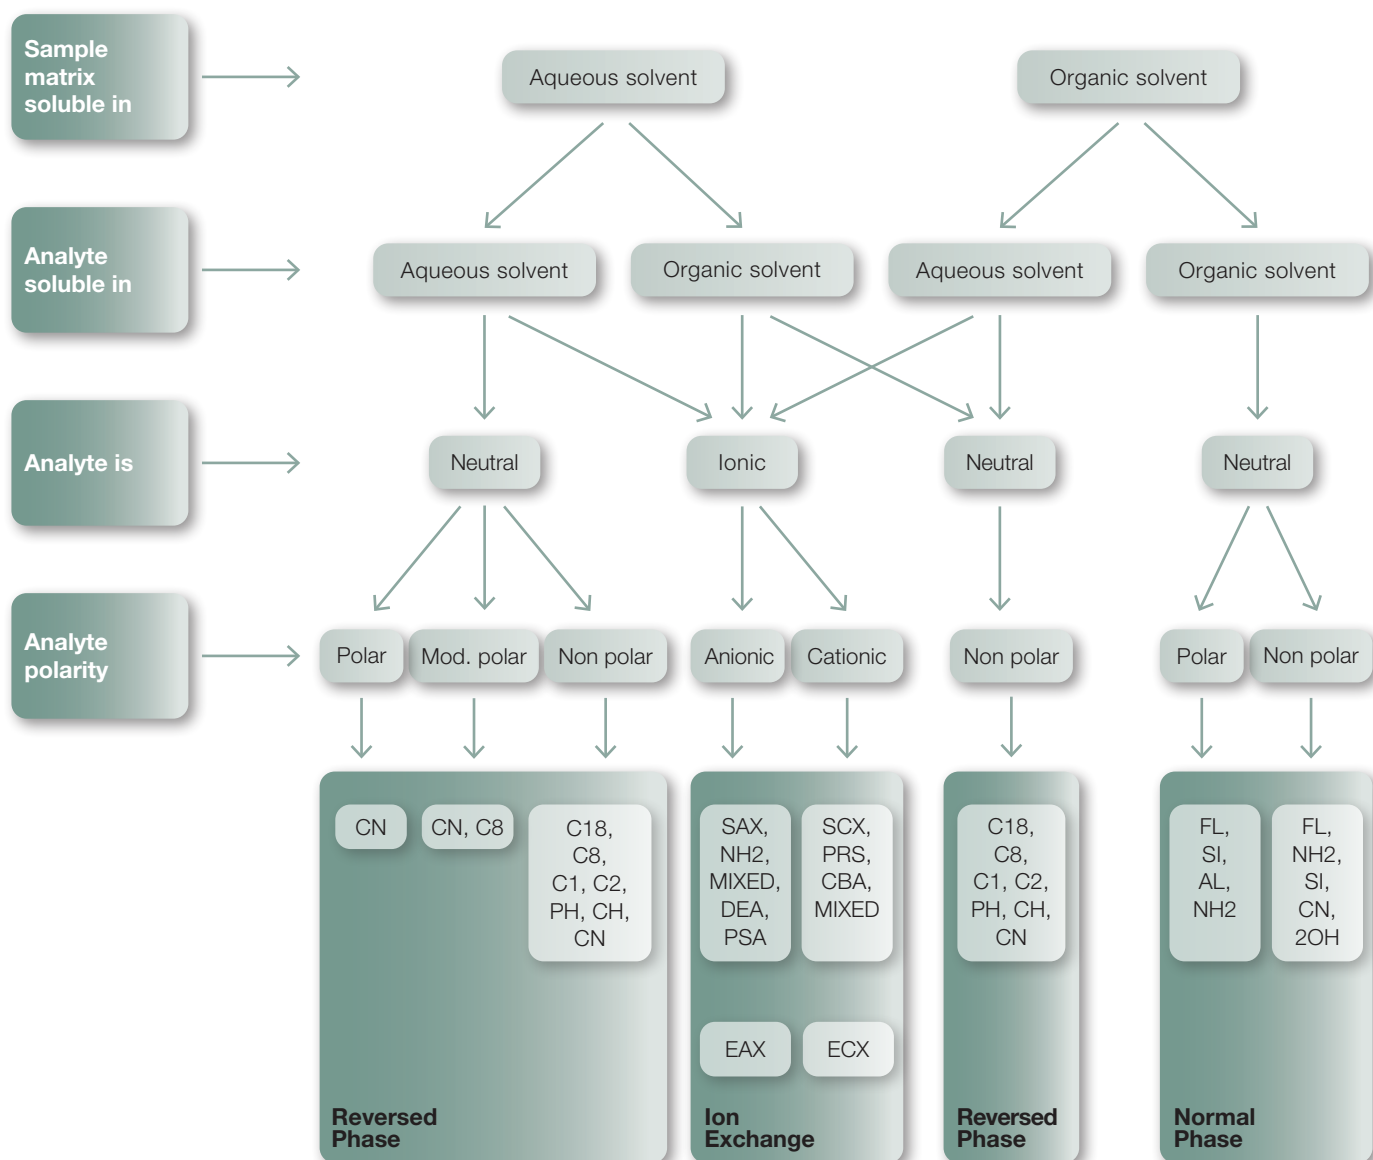 Sample
matrix
soluble in
Aqueous solvent
Organic solvent
Analyte
soluble in
Aqueous solvent
Organic solvent
Aqueous solvent
Organic solvent
Analyte is
Neutral
Ionic
Neutral
Neutral
Analyte
polarity
Polar
Mod. polar
Non polar
Anionic
Cationic
Non polar
Polar
Non polar
CN
CN, C8
C18,
C8,
C1, C2,
PH, CH,
CN
SAX,
NH2,
MIXED,
DEA,
PSA
SCX,
PRS,
CBA,
MIXED
C18,
C8,
C1, C2,
PH, CH,
CN
FL,
SI,
AL,
NH2
FL,
NH2,
SI,
CN,
2OH
EAX
ECX
Reversed
Phase
Ion
Exchange
Reversed
Phase
Normal
Phase